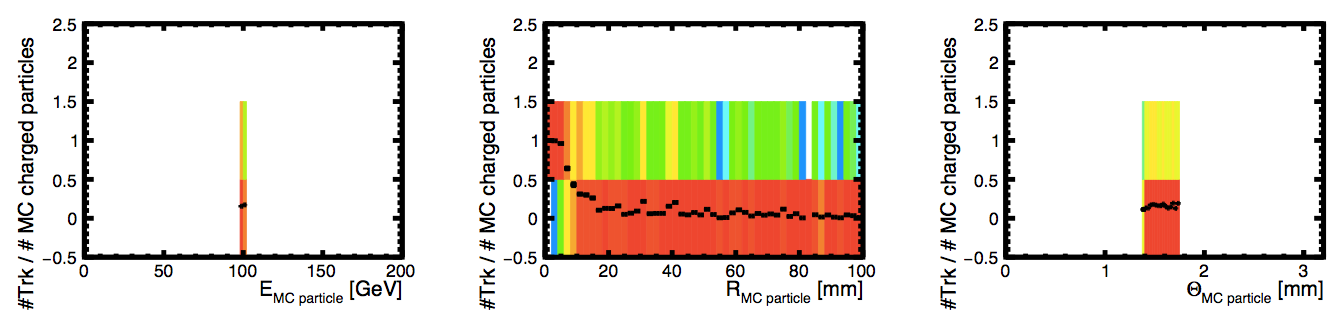 #Trk / # MC charged particles
2.5
2
1.5
1
0.5
0
−0.5
0 50 100 150 200
E MC particle [GeV]
#Trk / # MC charged particles
2.5
2
1.5
1
0.5
0
−0.5
0 20 40 60 80 100
R MC particle [mm]
#Trk / # MC charged particles
2.5
2
1.5
1
0.5
0
−0.5
0 1 2 3
Θ MC particle [mm]